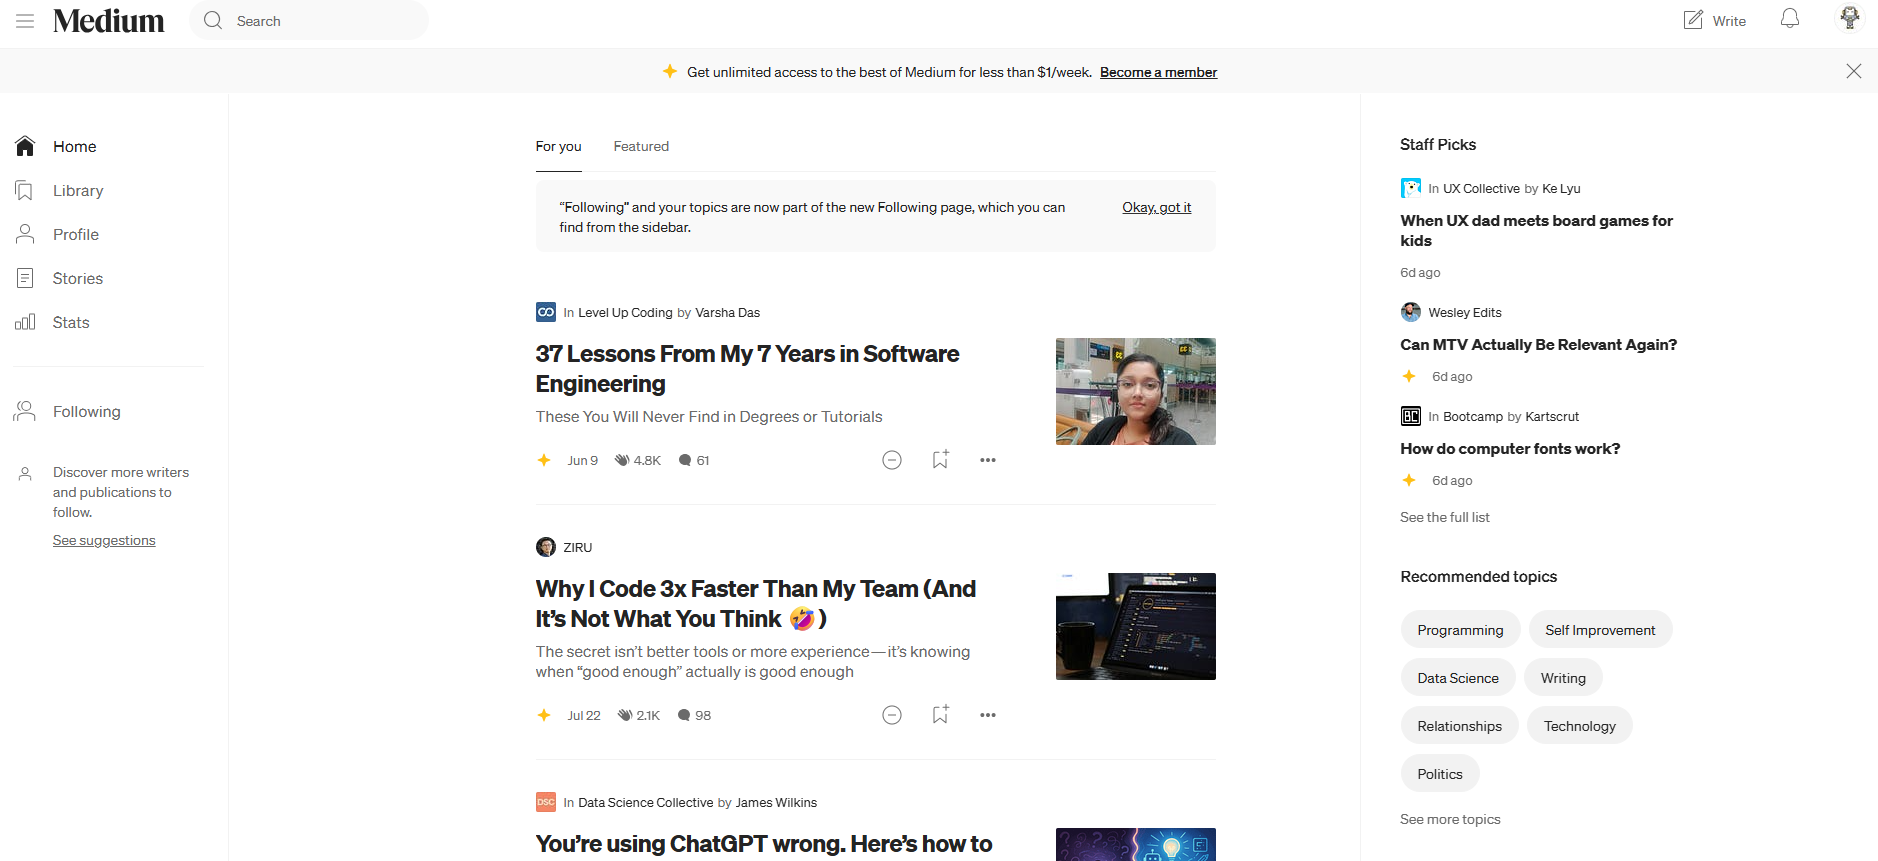 Medium
Search
Write
Get unlimited access to the best of Medium for less than $1/week. Become a member
Home
Library
Profile
Stories
Stats
Following
Discover more writers
and publications to
follow.
See suggestions
For you Featured
“Following” and your topics are now part of the new Following page, which you can
find from the sidebar.
Okay, got it
In Level Up Coding by Varsha Das
37 Lessons From My 7 Years in Software
Engineering
These You Will Never Find in Degrees or Tutorials
Jun 9 4.8K 61
ZIRU
Why I Code 3x Faster Than My Team (And
It’s Not What You Think 🤣)
The secret isn’t better tools or more experience—it’s knowing
when “good enough” actually is good enough
Jul 22 2.1K 98
DSC In Data Science Collective by James Wilkins
You’re using ChatGPT wrong. Here’s how to
Staff Picks
In UX Collective by Ke Lyu
When UX dad meets board games for
kids
6d ago
Wesley Edits
Can MTV Actually Be Relevant Again?
6d ago
BC In Bootcamp by Kartscrut
How do computer fonts work?
6d ago
See the full list
Recommended topics
Programming Self Improvement
Data Science Writing
Relationships Technology
Politics
See more topics